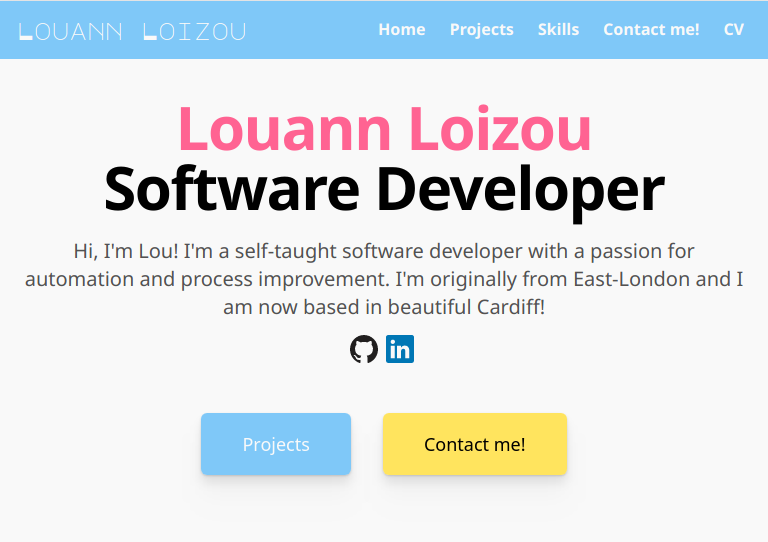 LOUANN LOIZOU
Home Projects Skills Contact me! CV
Louann Loizou
Software Developer
Hi, I'm Lou! I'm a self-taught software developer with a passion for
automation and process improvement. I'm originally from East-London and I
am now based in beautiful Cardiff!
in
Projects
Contact me!